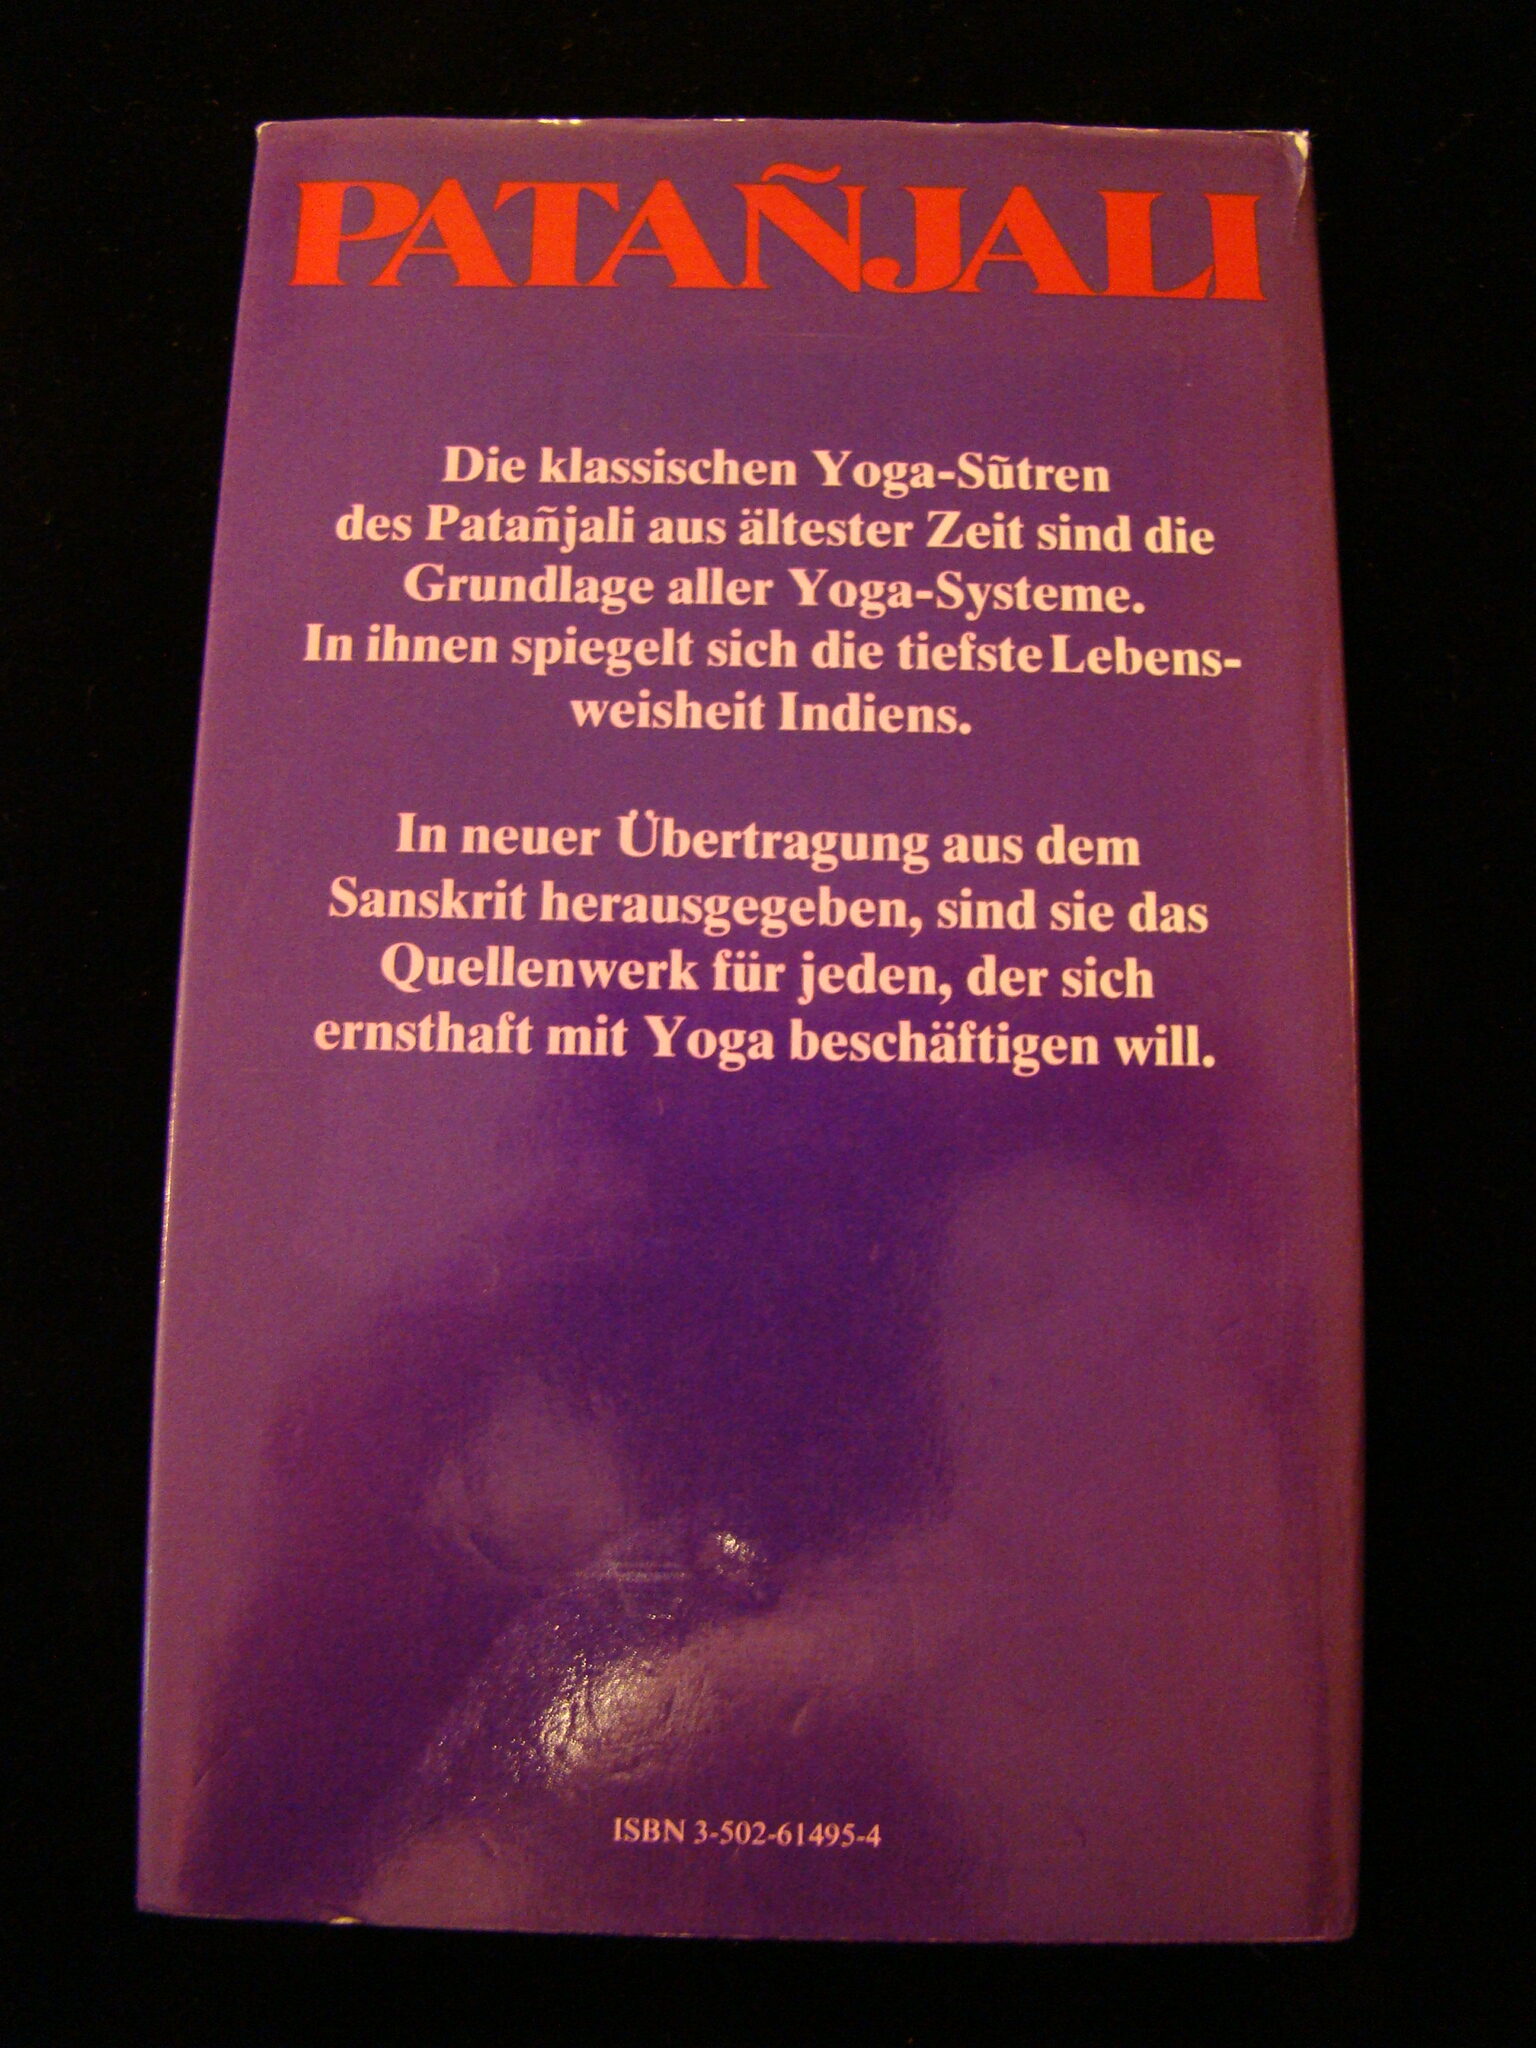 PATAÑJALI
Die klassischen Yoga-Sũtren
des Patañjali aus ältester Zeit sind die
Grundlage aller Yoga-Systeme.
In ihnen spiegelt sich die tiefste Lebens-
weisheit Indiens.
In neuer Übertragung aus dem
Sanskrit herausgegeben, sind sie das
Quellenwerk für jeden, der sich
ernsthaft mit Yoga beschäftigen will.
ISBN 3-502-61495-4